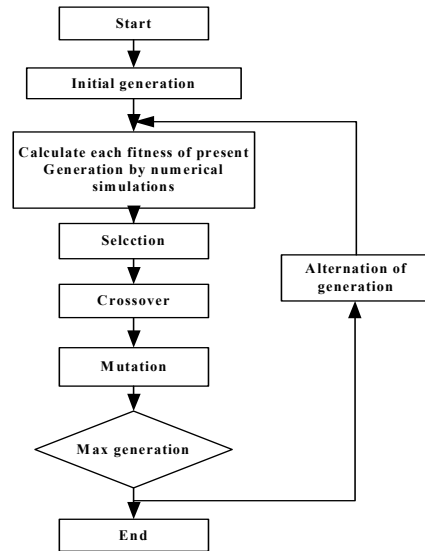 Start
Initial generation
Calculate each fitness of present
Generation by numerical
simulations
Selcction
Crossover
Mutation
Max generation
End
Alternation of
generation